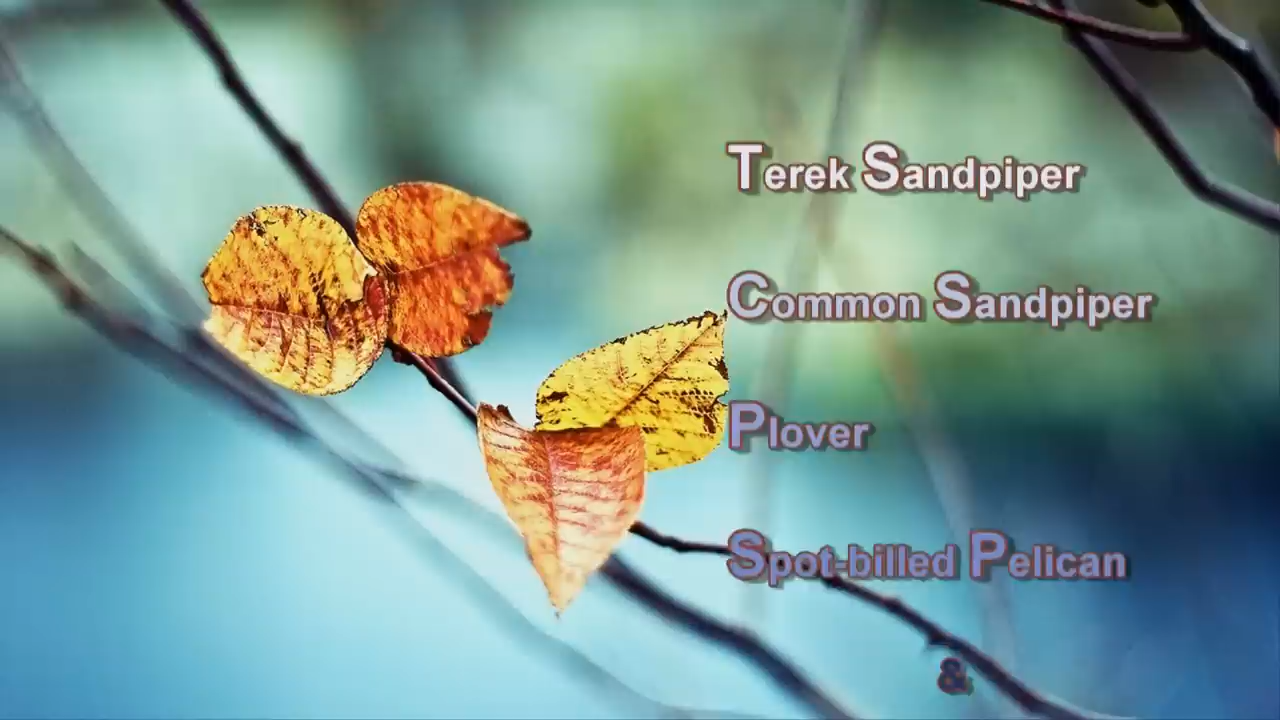 Terek Sandpiper
Common Sandpiper
Plover
Spot-billed Pelican
&